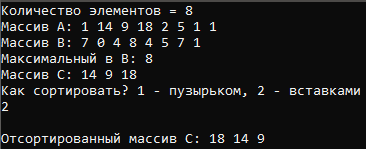 Количество элементов = 8
Массив A: 1 14 9 18 2 5 1 1
Массив B: 7 0 4 8 4 5 7 1
Максимальный в B: 8
Массив C: 14 9 18
Как сортировать? 1 - пузырьком, 2 - вставками
2
Отсортированный массив C: 18 14 9